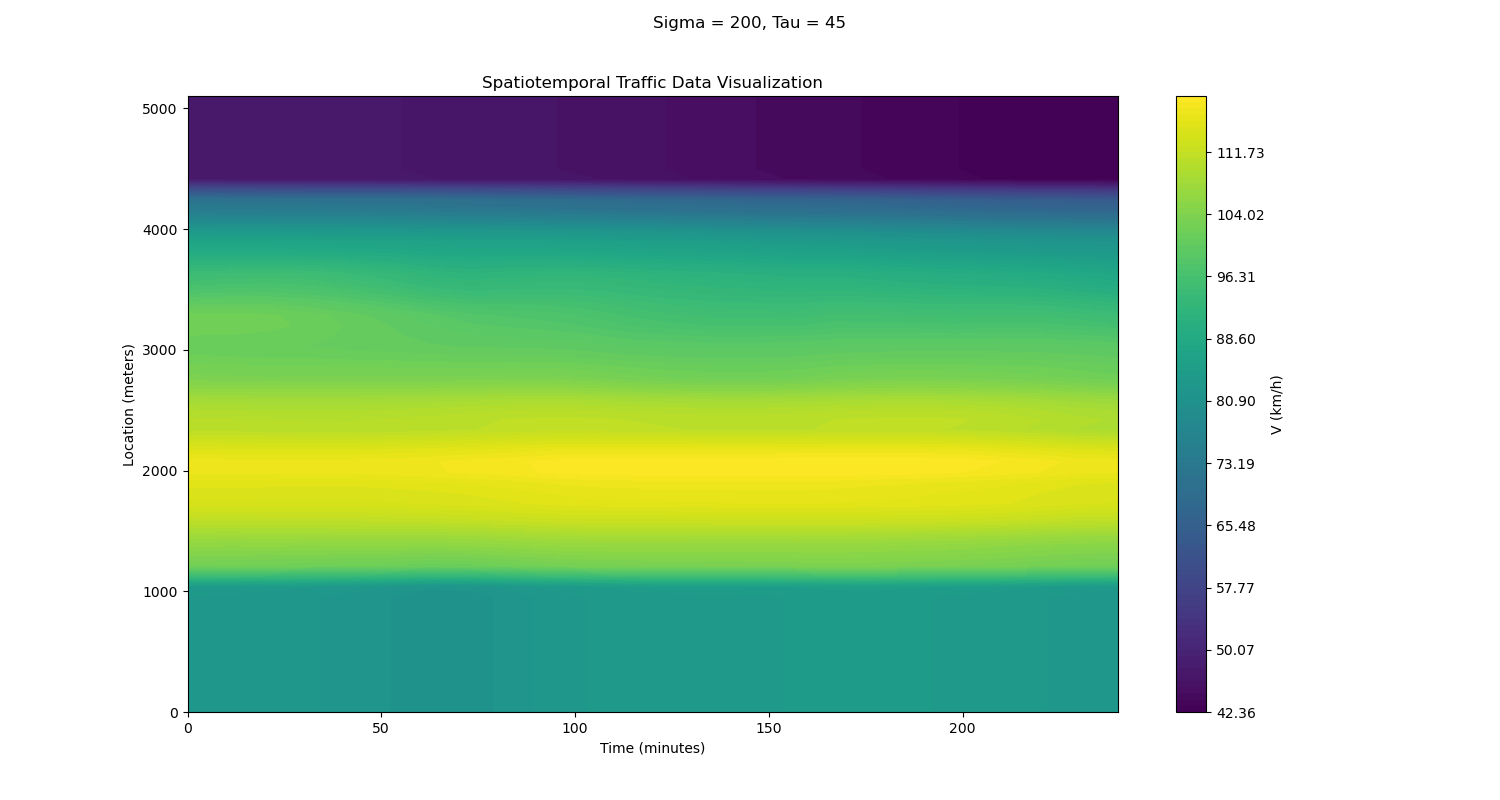 Sigma = 200, Tau = 45
Spatiotemporal Traffic Data Visualization
5000
4000
3000
2000
1000
0
Location (meters)
0 50 100 150 200
Time (minutes)
111.73
104.02
96.31
88.60
80.90
73.19
65.48
57.77
50.07
42.36
V (km/h)